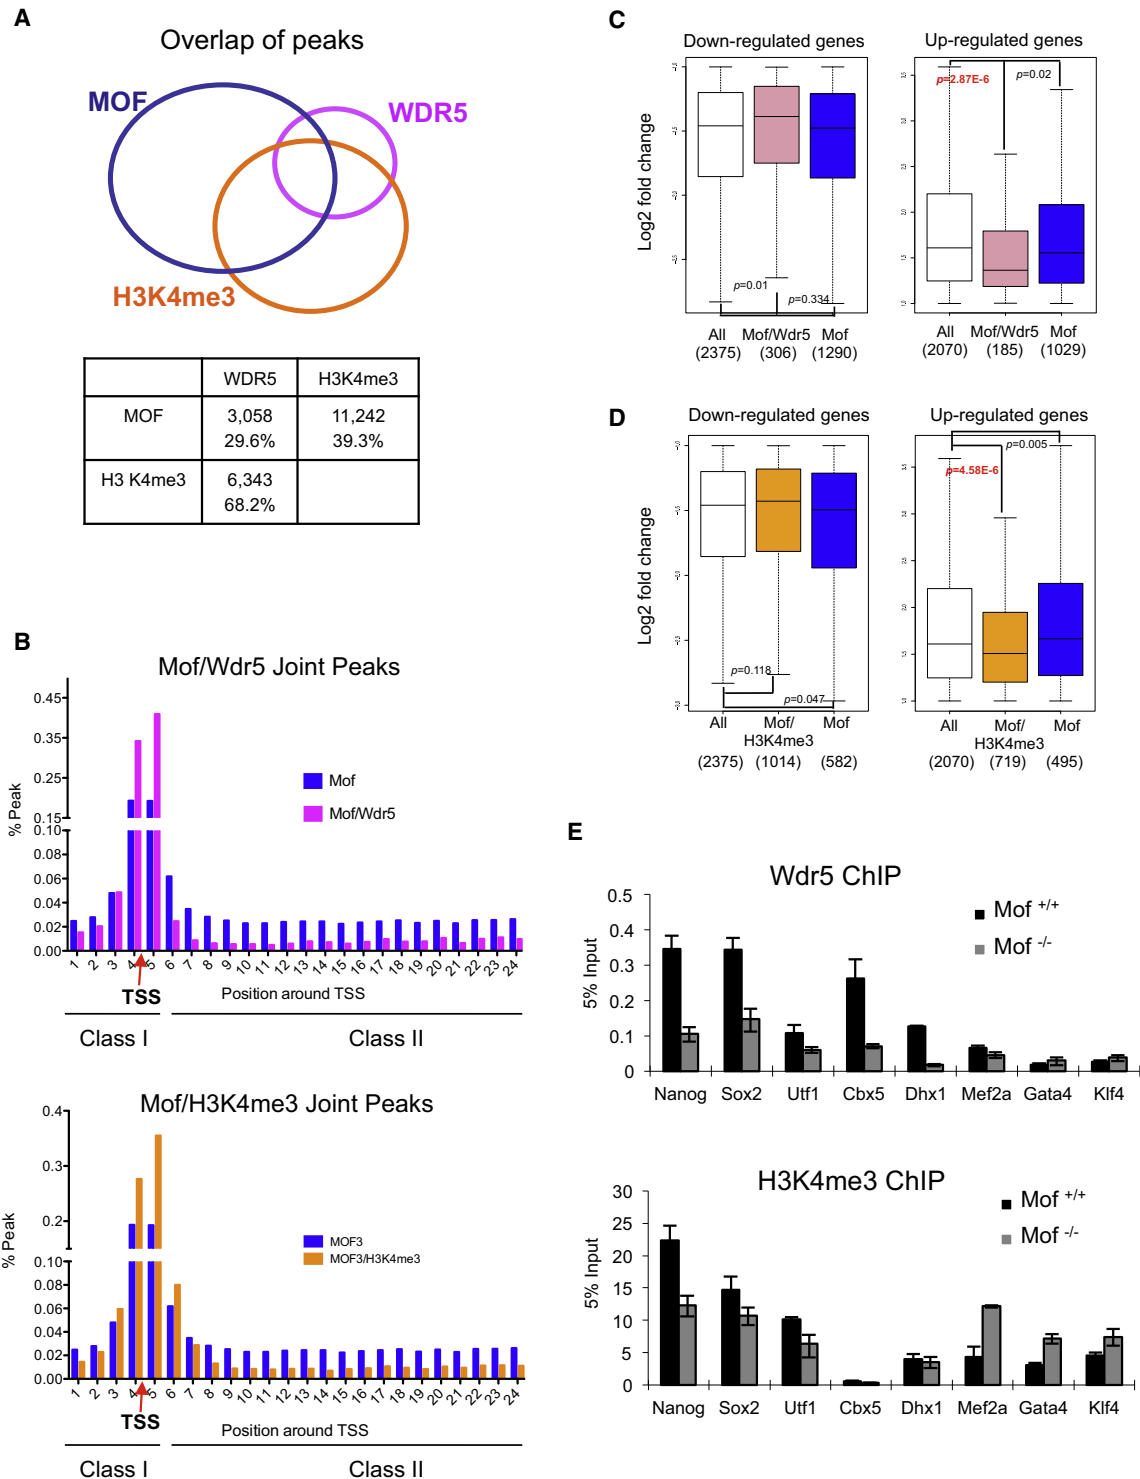 A
Overlap of peaks
MOF
WDR5
H3K4me3
WDR5 H3K4me3
MOF 3,058 11,242
29.6% 39.3%
H3 K4me3 6,343
68.2%
B
Mof/Wdr5 Joint Peaks
% Peak
0.45
0.35
0.25
0.15
0.10
0.08
0.06
0.04
0.02
0.00
Mof
Mof/Wdr5
1 2 3 4 5 6 7 8 9 10 11 12 13 14 15 16 17 18 19 20 21 22 23 24
TSS
Position around TSS
Class I
Class II
Mof/H3K4me3 Joint Peaks
% Peak
0.4
0.3
0.2
0.10
0.08
0.06
0.04
0.02
0.00
MOF3
MOF3/H3K4me3
1 2 3 4 5 6 7 8 9 10 11 12 13 14 15 16 17 18 19 20 21 22 23 24
TSS
Position around TSS
Class I
Class II
C
Down-regulated genes
Log2 fold change
p=0.01
p=0.334
All Mof/Wdr5 Mof
(2375) (306) (1290)
Up-regulated genes
p=2.87E-6
p=0.02
All Mof/Wdr5 Mof
(2070) (185) (1029)
D
Down-regulated genes
Log2 fold change
p=0.118
p=0.047
All Mof/ Mof
H3K4me3
(2375) (1014) (582)
Up-regulated genes
p=0.005
p=4.58E-6
All Mof/ Mof
H3K4me3
(2070) (719) (495)
E
Wdr5 ChIP
5% Input
0.5
0.4
0.3
0.2
0.1
0
Mof +/+
Mof -/-
Nanog Sox2 Utf1 Cbx5 Dhx1 Mef2a Gata4 Klf4
H3K4me3 ChIP
5% Input
30
25
20
15
10
5
0
Mof +/+
Mof -/-
Nanog Sox2 Utf1 Cbx5 Dhx1 Mef2a Gata4 Klf4